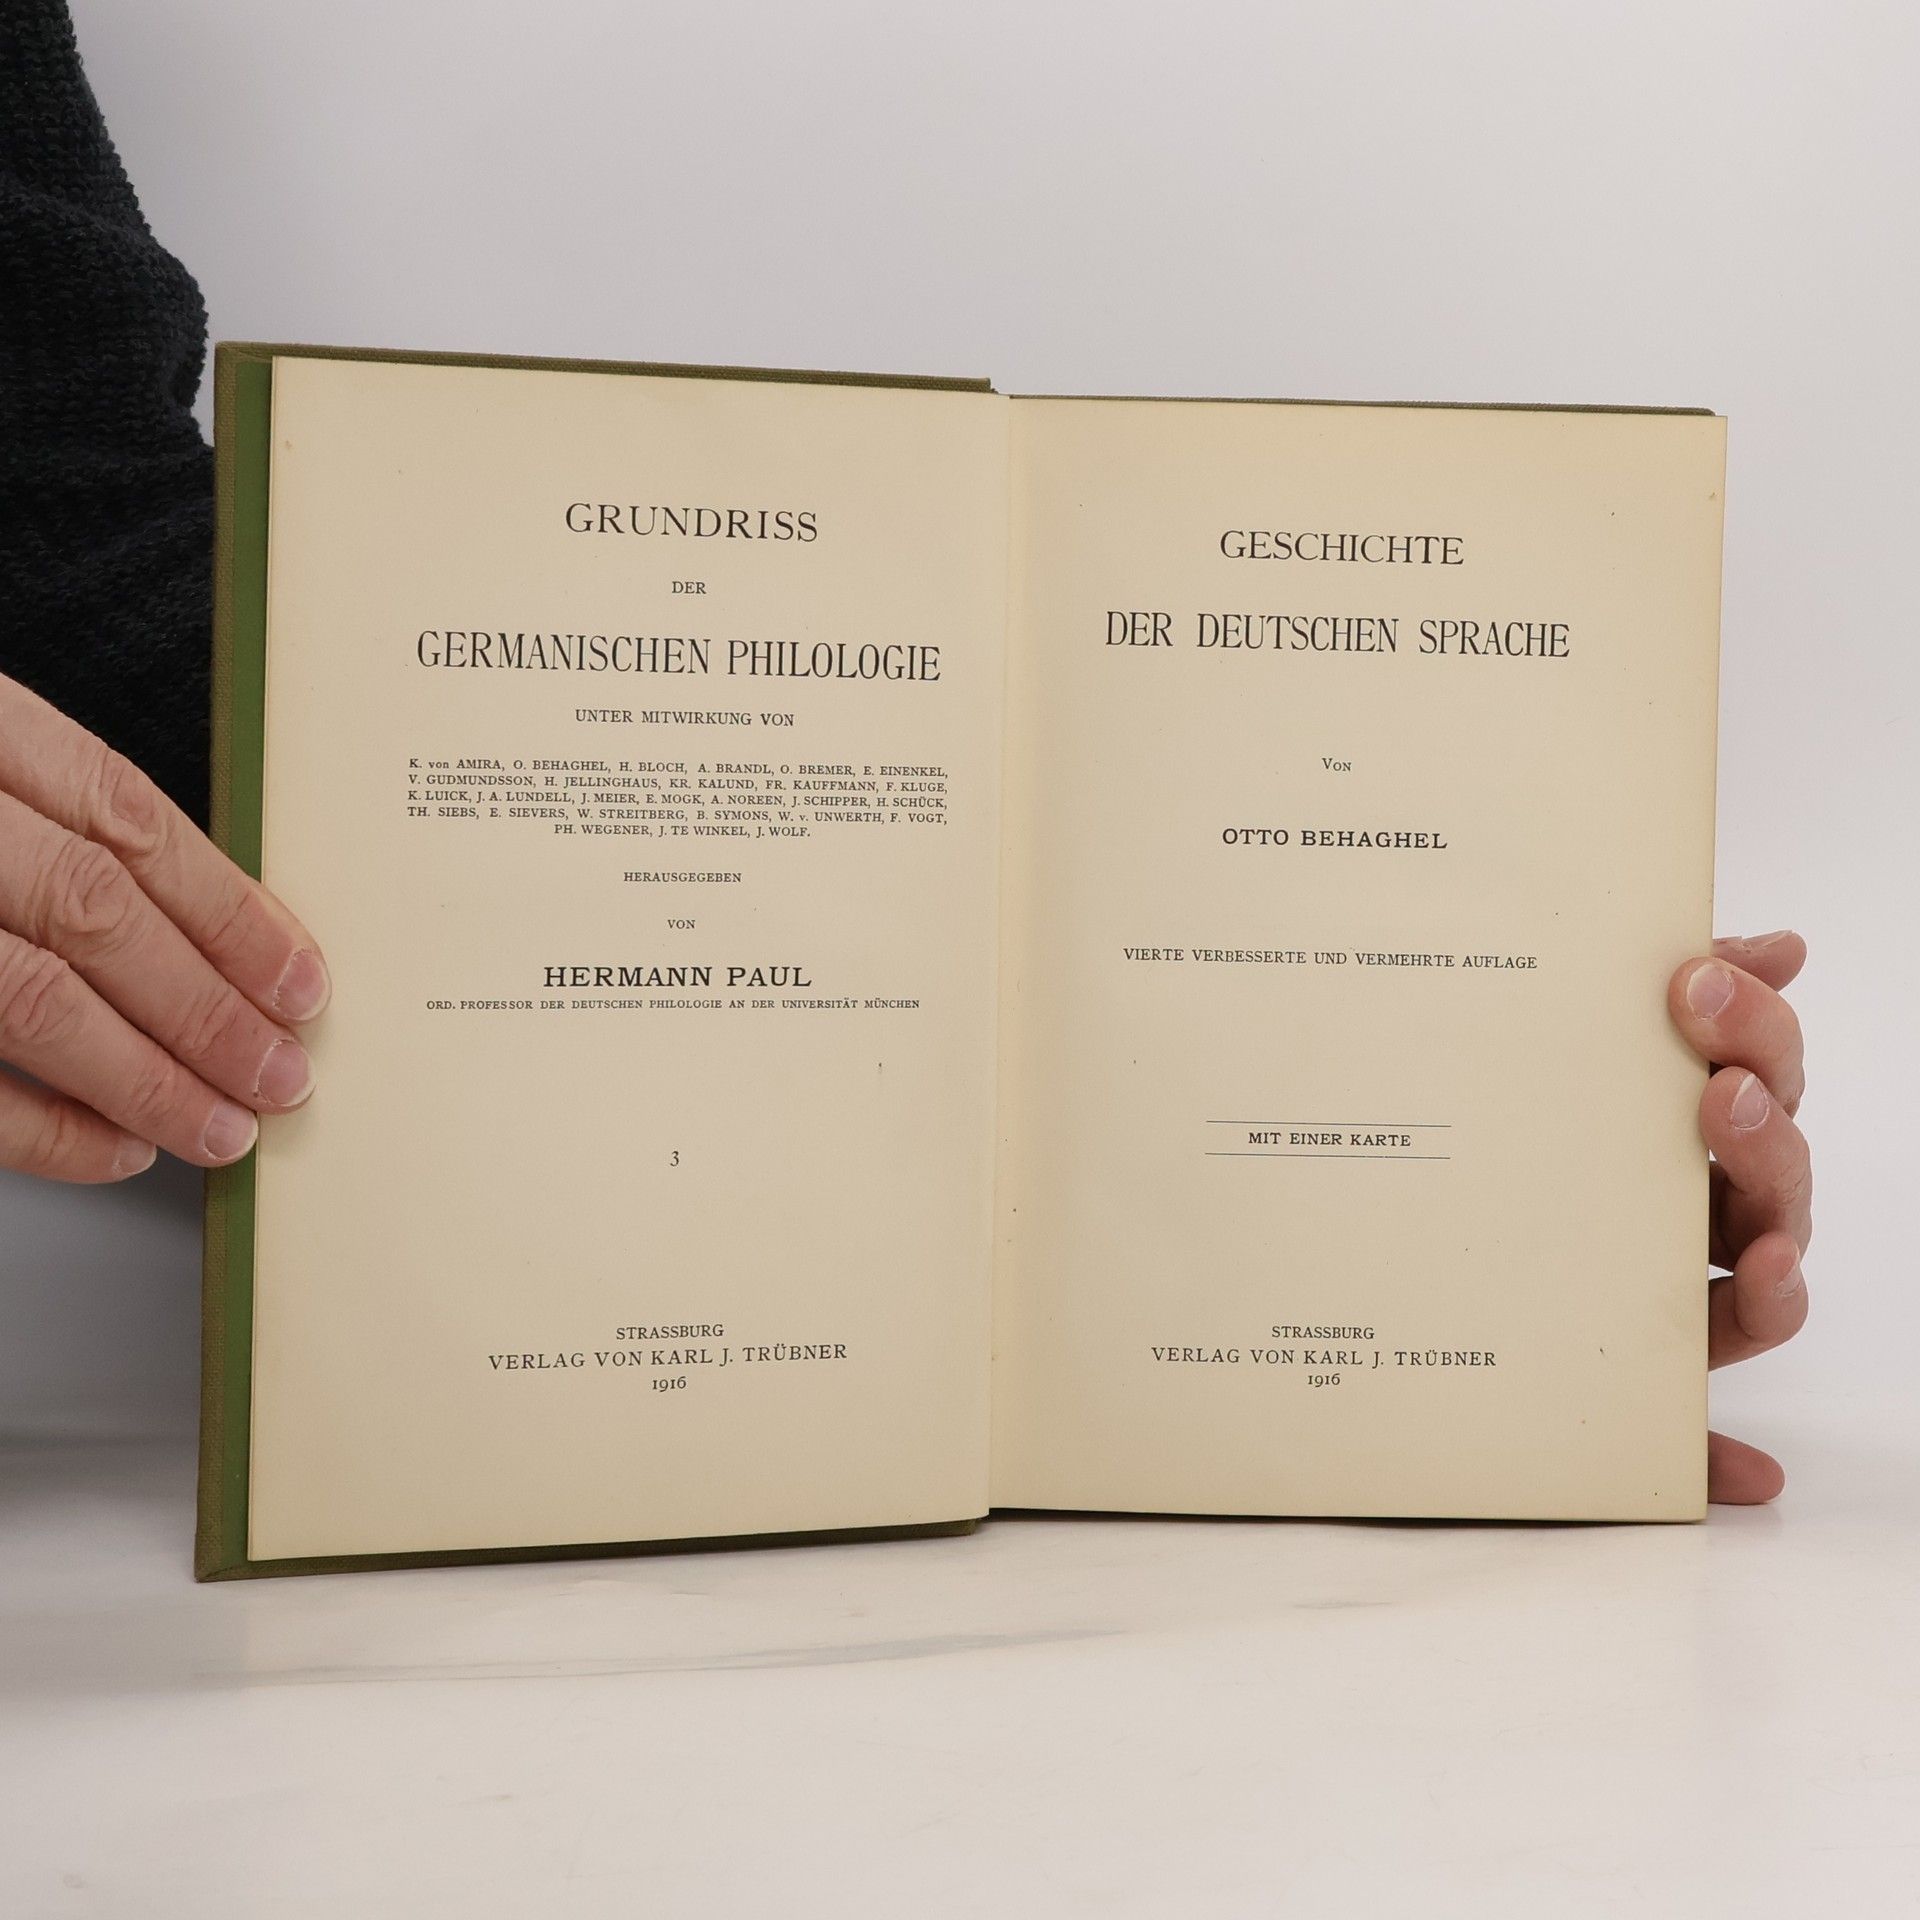 GRUNDRISS
DER
GERMANISCHEN PHILOLOGIE
UNTER MITWIRKUNG VON
K. von AMIRA, O. BEHAGHEL, H. BLOCH, A. BRANDL, O. BREMER, E. EINENKEL,
V. GUDMUNDSSON, H. JELLINGHAUS, KR. KALUND, FR. KAUFFMANN, F. KLUGE,
K. LUICK, J. A. LUNDELL, J. MEIER, E. MOGK, A. NOREEN, J. SCHIPPER, H. SCHÜCK,
TH. SIEBS, E. SIEVERS, W. STREITBERG, B. SYMONS, W. v. UNWERTH, F. VOGT,
PH. WEGENER, J. TE WINKEL, J. WOLF.
HERAUSGEGEBEN
VON
HERMANN PAUL
ORD. PROFESSOR DER DEUTSCHEN PHILOLOGIE AN DER UNIVERSITÄT MÜNCHEN
3
STRASSBURG
VERLAG VON KARL J. TRÜBNER
1916
GESCHICHTE
DER DEUTSCHEN SPRACHE
VON
OTTO BEHAGHEL
VIERTE VERBESSERTE UND VERMEHRTE AUFLAGE
MIT EINER KARTE
STRASSBURG
VERLAG VON KARL J. TRÜBNER
1916